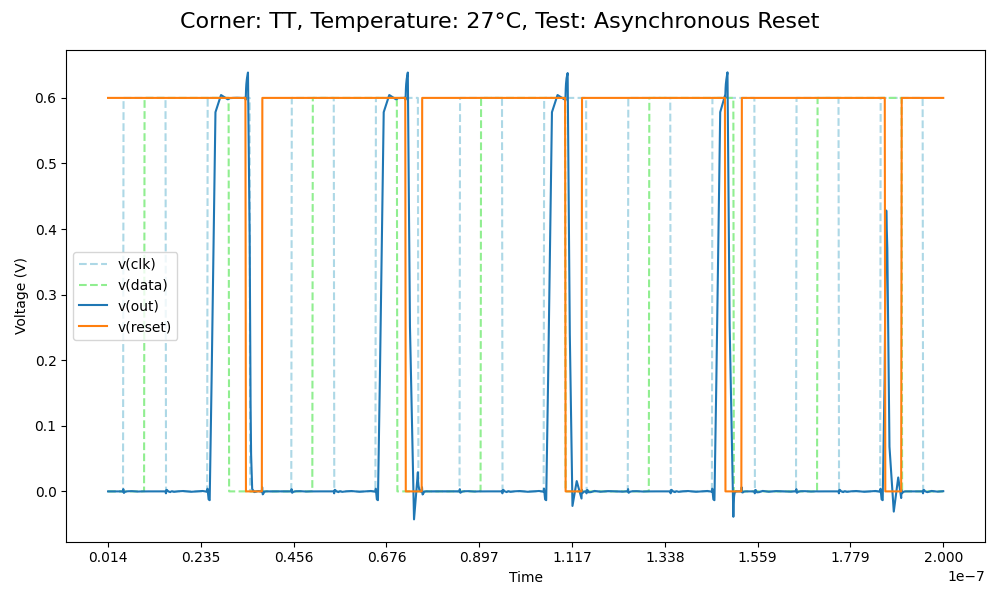 Corner: TT, Temperature: 27°C, Test: Asynchronous Reset
Voltage (V)
0.6
0.5
0.4
0.3
0.2
0.1
0.0
v(clk)
v(data)
v(out)
v(reset)
0.014 0.235 0.456 0.676 0.897 1.117 1.338 1.559 1.779 2.000
1e−7
Time